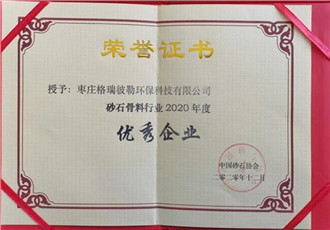 荣誉证书
授予：枣庄格瑞彼勒环保科技有限公司
砂石骨料行业2020年度
优秀企业
中国砂石协会
二零二零年十二月